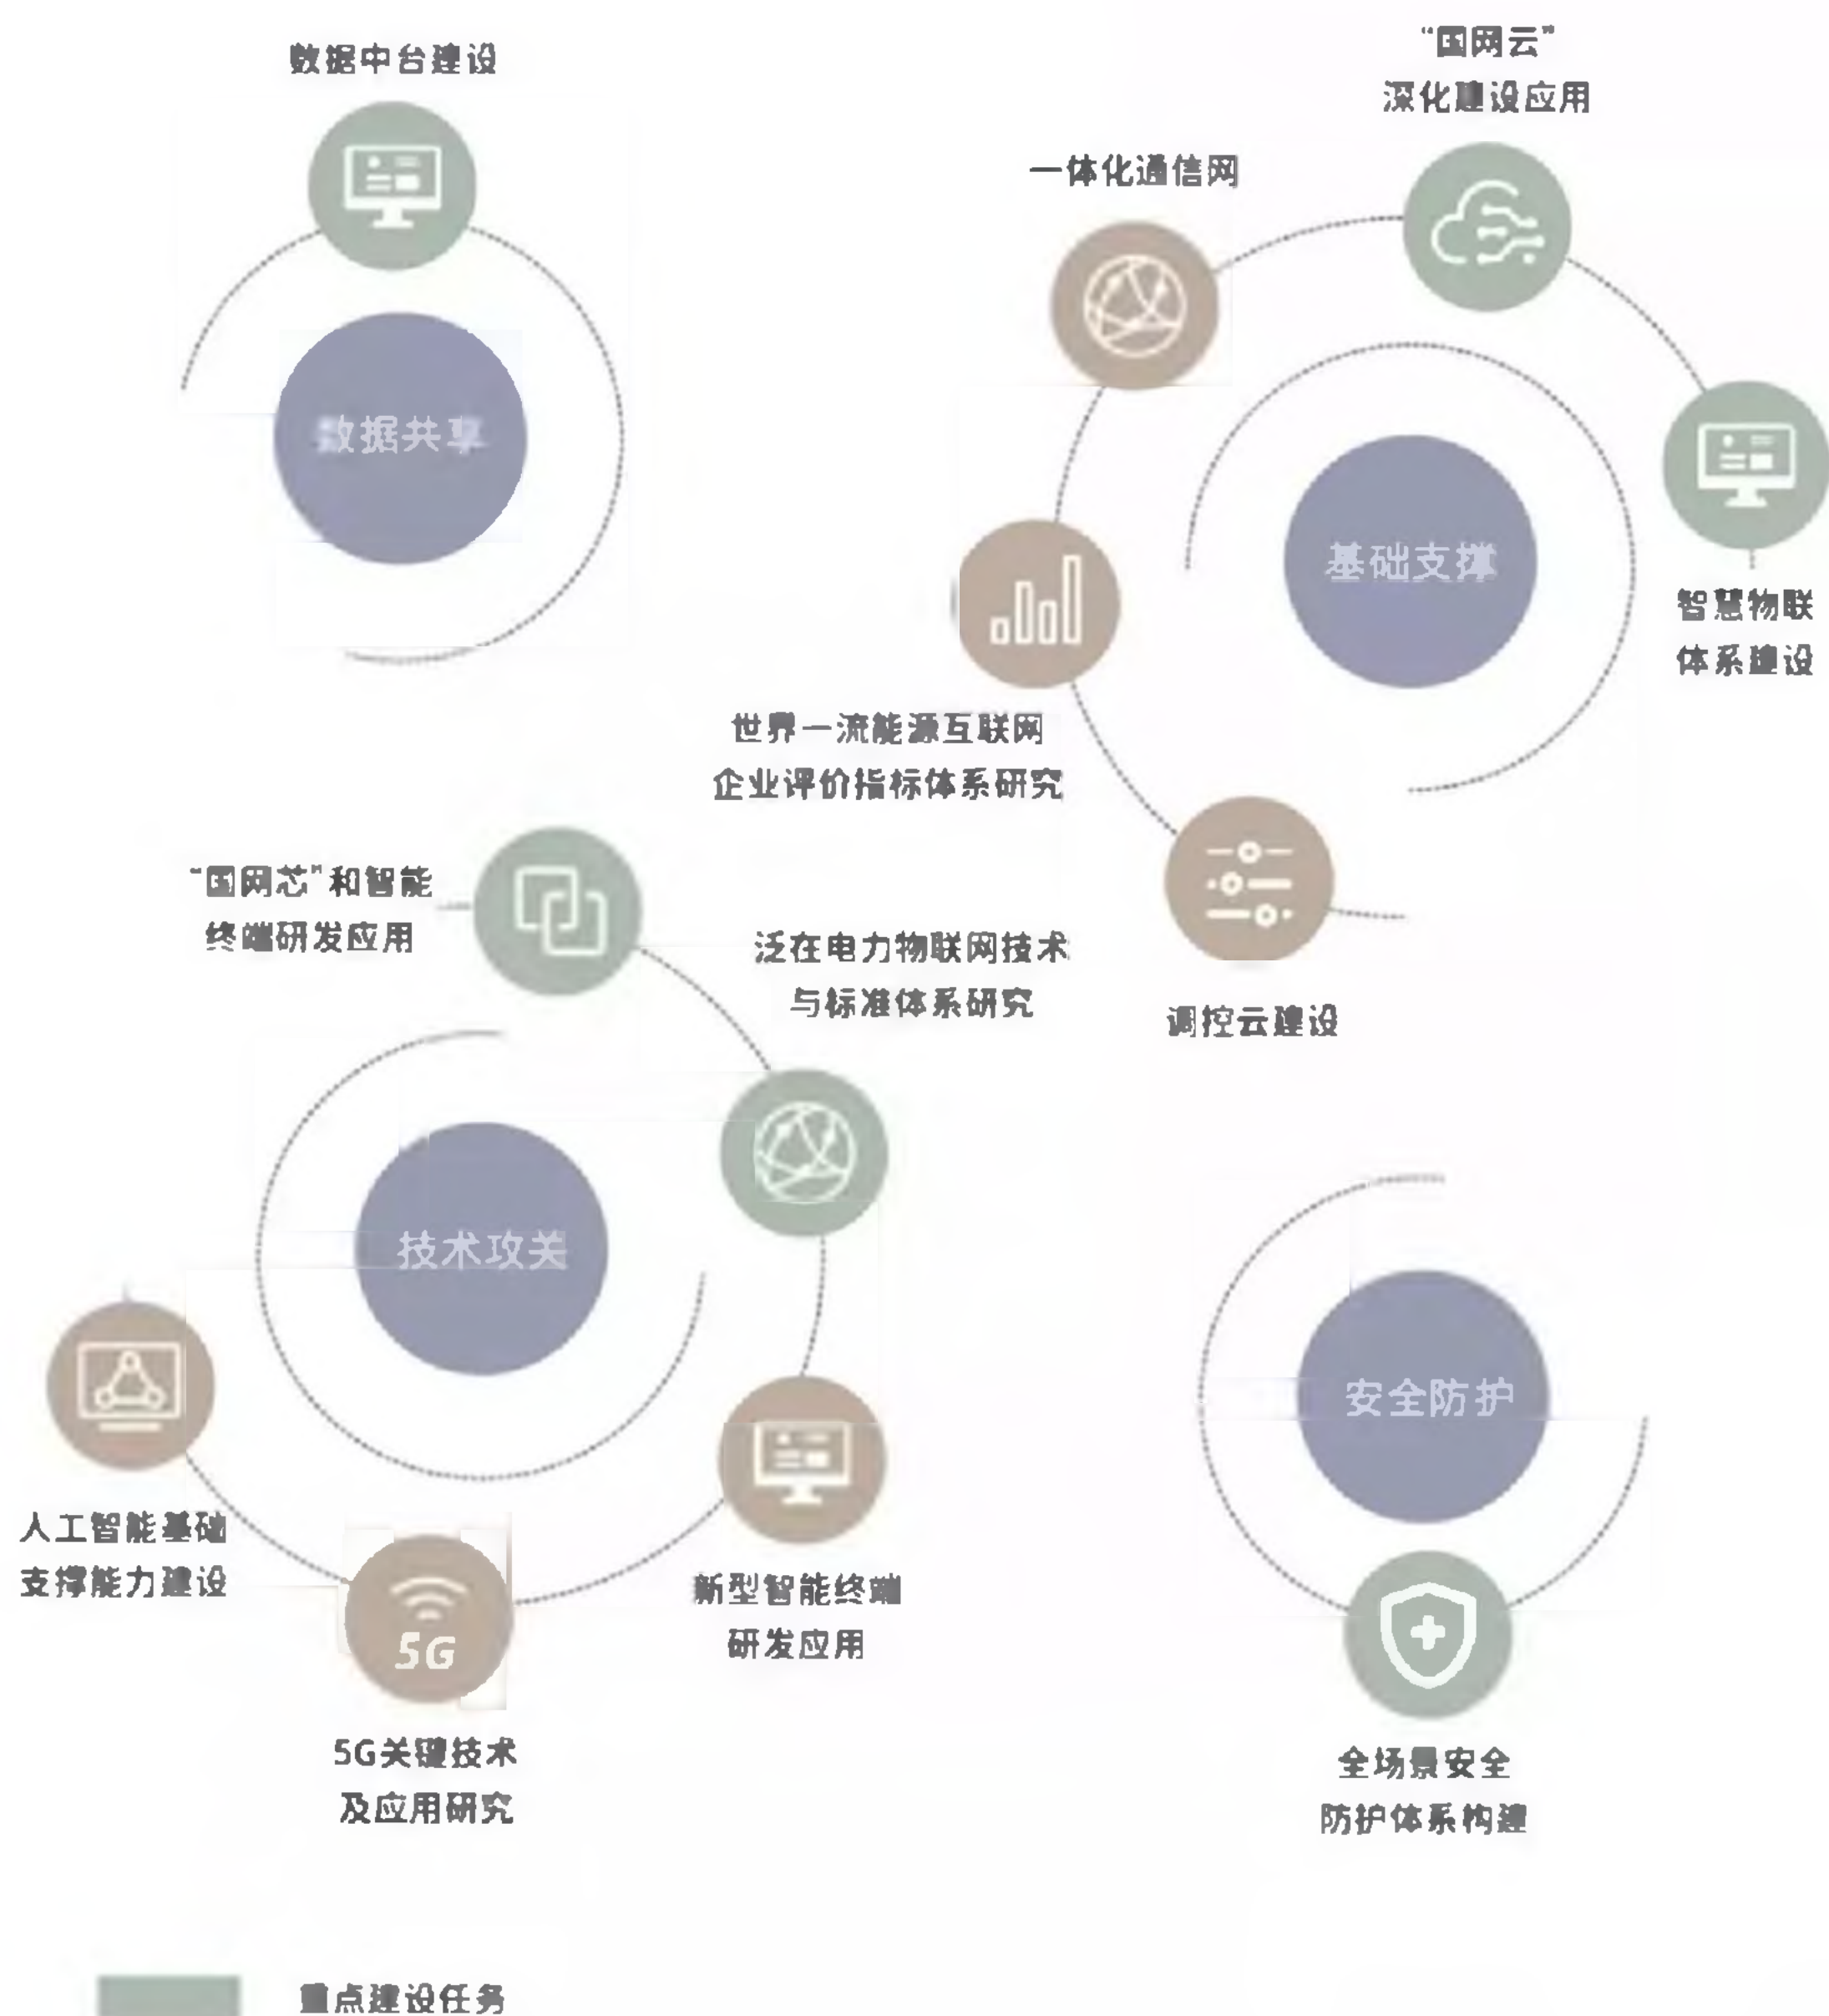 数据中台建设
数据共享
“国网云”
深化建设应用
一体化通信网
基础支撑
智慧物联
体系建设
世界一流能源互联网
企业评价指标体系研究
调控云建设
“国网芯”和智能
终端研发应用
泛在电力物联网技术
与标准体系研究
技术攻关
人工智能基础
支撑能力建设
5G
5G关键技术
及应用研究
新型智能终端
研发应用
安全防护
全场景安全
防护体系构建
重点建设任务